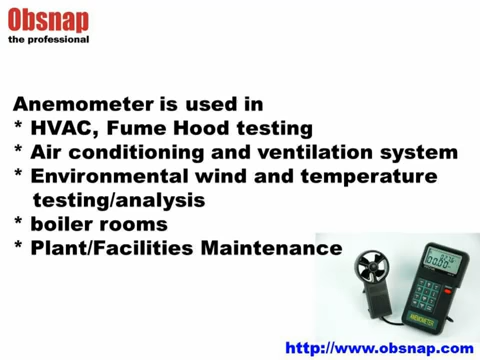 Obsnap
the professional
Anemometer is used in
* HVAC, Fume Hood testing
* Air conditioning and ventilation system
* Environmental wind and temperature
testing/analysis
* boiler rooms
* Plant/Facilities Maintenance
ANEMOMETER
http://www.obsnap.com